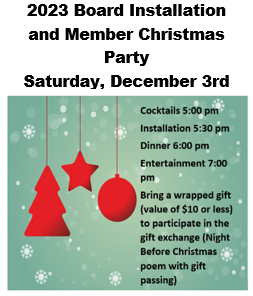 2023 Board Installation
and Member Christmas
Party
Saturday, December 3rd
Cocktails 5:00 pm
Installation 5:30 pm
Dinner 6:00 pm
Entertainment 7:00
pm
Bring a wrapped gift
(value of $10 or less)
to participate in the
gift exchange (Night
Before Christmas
poem with gift
passing)